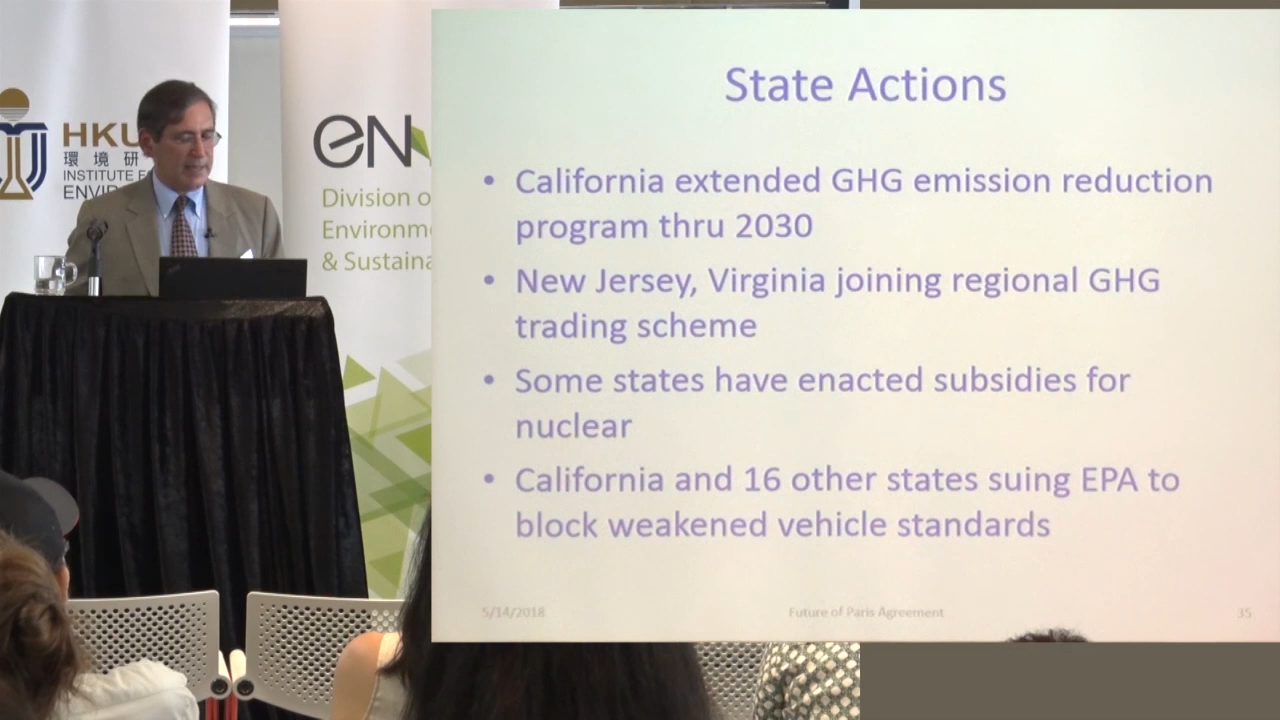 HKU
環 境 研
INSTITUTE FO
ENVIR
Division o
Environme
& Sustaina
State Actions
• California extended GHG emission reduction
program thru 2030
• New Jersey, Virginia joining regional GHG
trading scheme
• Some states have enacted subsidies for
nuclear
• California and 16 other states suing EPA to
block weakened vehicle standards
5/14/2018
Future of Paris Agreement
35